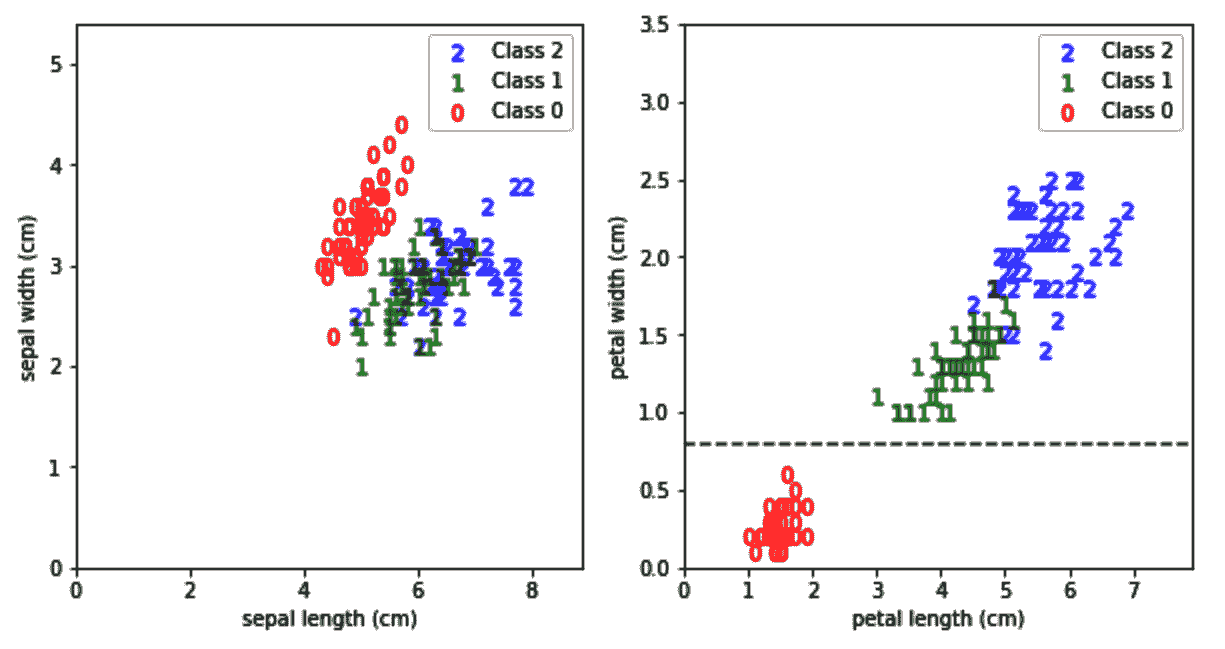 5
4
3
2
1
0
0 2 4 6 8
sepal width (cm)
sepal length (cm)
2 Class 2
1 Class 1
0 Class 0
3.5
3.0
2.5
2.0
1.5
1.0
0.5
0.0
0 1 2 3 4 5 6 7
petal width (cm)
petal length (cm)
2 Class 2
1 Class 1
0 Class 0